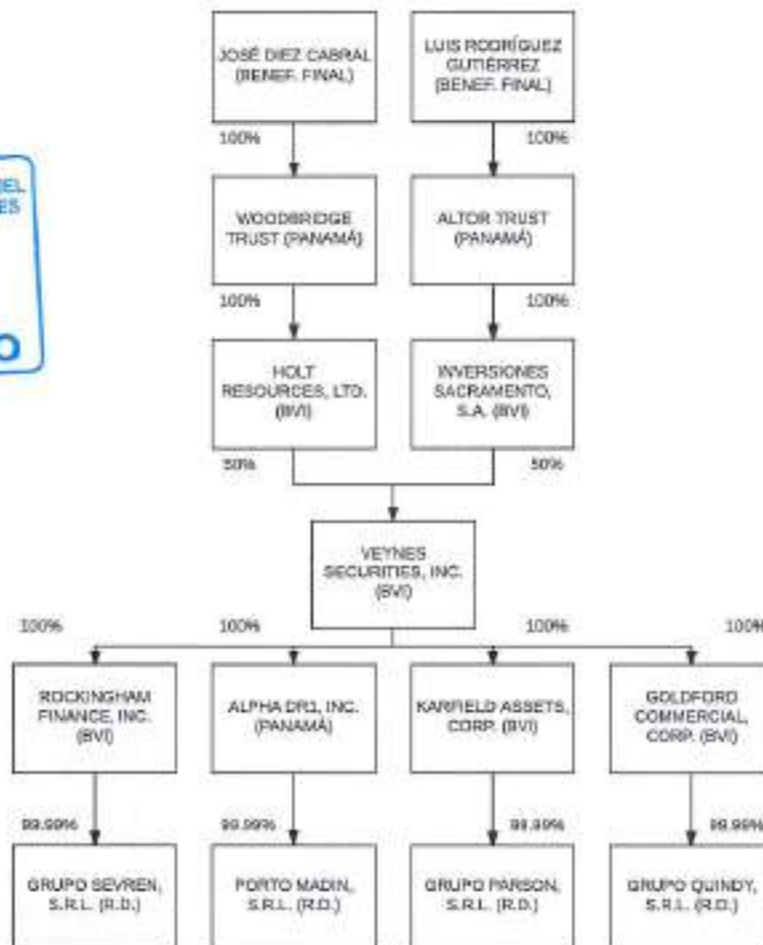 JOSÉ DIEZ CABRAL
(BENEF. FINAL)
LUIS RODRÍGUEZ
GUTIÉRREZ
(BENEF. FINAL)
100%
100%
WOODBRIDGE
TRUST (PANAMÁ)
ALTOR TRUST
(PANAMÁ)
100%
100%
HOLT
RESOURCES, LTD.
(BVI)
INVERSIONES
SACRAMENTO,
S.A. (BVI)
50%
50%
VEYNES
SECURITIES, INC.
(BVI)
100%
100%
100%
100%
ROCKINGHAM
FINANCE, INC.
(BVI)
ALPHA DR1, INC.
(PANAMÁ)
KARFIELD ASSETS,
CORP. (BVI)
GOLDFORD
COMMERCIAL,
CORP. (BVI)
99.99%
99.99%
99.99%
99.99%
GRUPO SEVREN,
S.R.L. (R.D.)
PORTO MADIN,
S.R.L. (R.D.)
GRUPO PARSON,
S.R.L. (R.D.)
GRUPO QUINDY,
S.R.L. (R.D.)